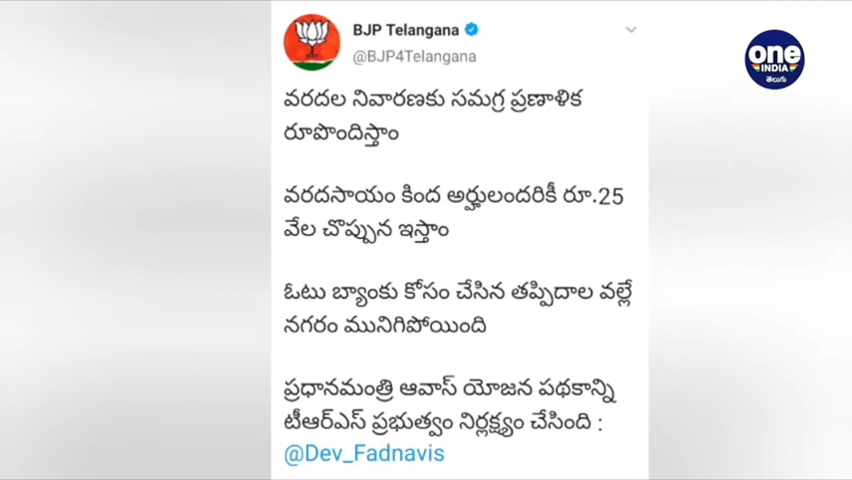 BJP Telangana
@BJP4Telangana
one
INDIA
తెలుగు
వరదల నివారణకు సమగ్ర ప్రణాళిక
రూపొందిస్తాం
వరదసాయం కింద అర్హులందరికీ రూ.25
వేల చొప్పున ఇస్తాం
ఓటు బ్యాంకు కోసం చేసిన తప్పిదాల వల్లే
నగరం మునిగిపోయింది
ప్రధానమంత్రి ఆవాస్ యోజన పథకాన్ని
టీఆర్ఎస్ ప్రభుత్వం నిర్లక్ష్యం చేసింది :
@Dev_Fadnavis